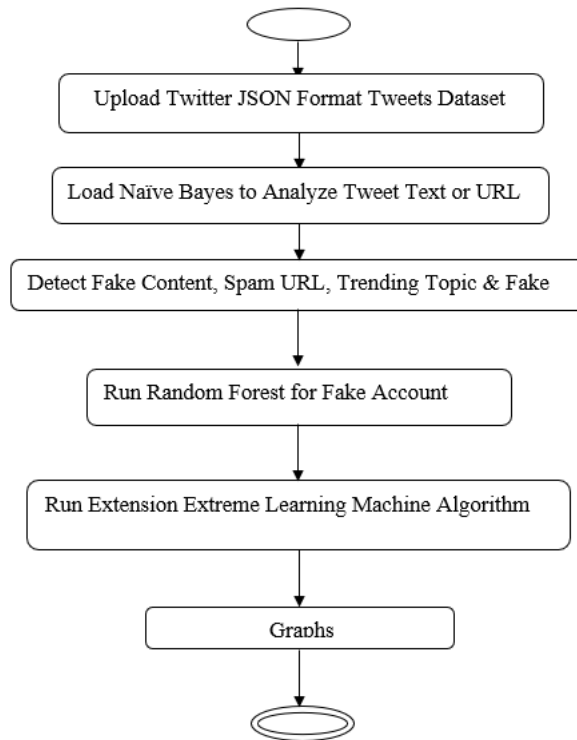 Upload Twitter JSON Format Tweets Dataset
Load Naïve Bayes to Analyze Tweet Text or URL
Detect Fake Content, Spam URL, Trending Topic & Fake
Run Random Forest for Fake Account
Run Extension Extreme Learning Machine Algorithm
Graphs